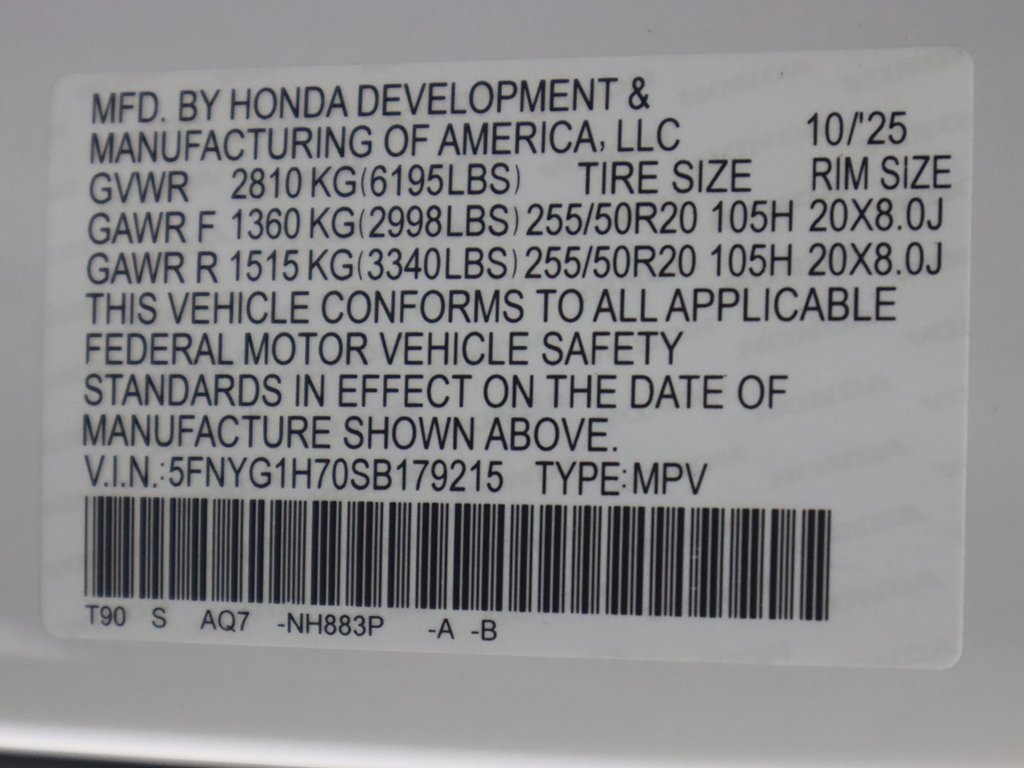 MFD. BY HONDA DEVELOPMENT &
MANUFACTURING OF AMERICA, LLC 10/'25
GVWR 2810 KG(6195LBS) TIRE SIZE RIM SIZE
GAWR F 1360 KG(2998LBS) 255/50R20 105H 20X8.0J
GAWR R 1515 KG(3340LBS) 255/50R20 105H 20X8.0J
THIS VEHICLE CONFORMS TO ALL APPLICABLE
FEDERAL MOTOR VEHICLE SAFETY
STANDARDS IN EFFECT ON THE DATE OF
MANUFACTURE SHOWN ABOVE.
V.I.N.:5FNYG1H70SB179215 TYPE:MPV
T90 S AQ7 -NH883P -A -B